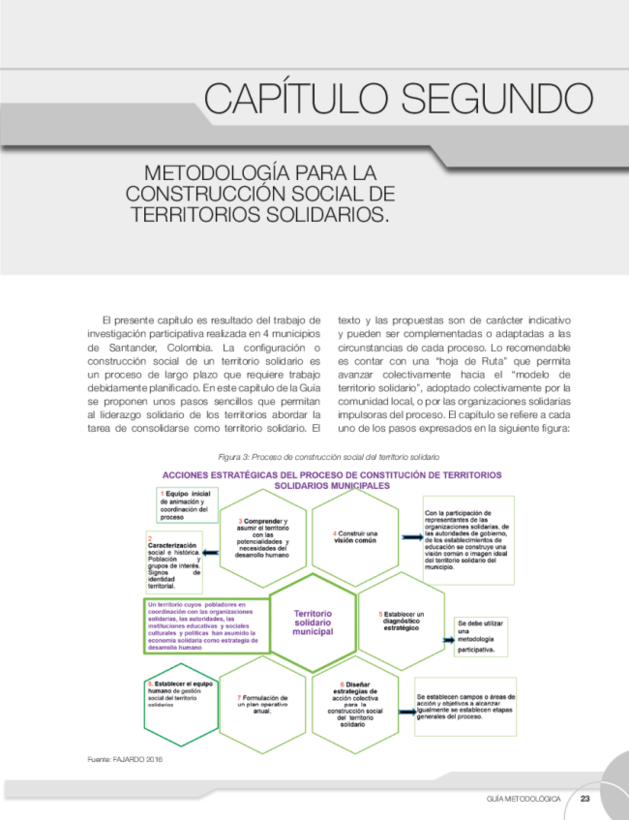 CAPÍTULO SEGUNDO
METODOLOGÍA PARA LA
CONSTRUCCIÓN SOCIAL DE
TERRITORIOS SOLIDARIOS.
El presente capítulo es resultado del trabajo de
investigación participativa realizada en 4 municipios
de Santander, Colombia. La configuración o
construcción social de un territorio solidario es
un proceso de largo plazo que requiere trabajo
debidamente planificado. En este capítulo de la Guía
se proponen unos pasos sencillos que permitan
al liderazgo solidario de los territorios abordar la
tarea de consolidarse como territorio solidario. El
texto y las propuestas son de carácter indicativo
y pueden ser complementadas o adaptadas a las
circunstancias de cada proceso. Lo recomendable
es contar con una "hoja de Ruta" que permita
avanzar colectivamente hacia el "modelo de
territorio solidario", adoptado colectivamente por la
comunidad local, o por las organizaciones solidarias
impulsoras del proceso. El capítulo se refiere a cada
uno de los pasos expresados en la siguiente figura:
Figura 3: Proceso de construcción social del territorio solidario
ACCIONES ESTRATÉGICAS DEL PROCESO DE CONSTITUCIÓN DE TERRITORIOS
SOLIDARIOS MUNICIPALES
1 Equipo inicial
de animación y
coordinación del
proceso
2
Caracterización
social e histórica.
Población y
grupos de interés.
Signos de
identidad
territorial.
3 Comprender y
asumir el territorio
con las
potencialidades y
necesidades del
desarrollo humano
4 Construir una
visión común
Con la participación de
representantes de las
organizaciones solidarias, de
las autoridades de gobierno,
de los establecimientos de
educación se construye una
visión común o imagen ideal
del territorio solidario del
municipio.
Un territorio cuyos pobladores en
coordinación con las organizaciones
solidarias, las autoridades, las
instituciones educativas y sociales
culturales y políticas han asumido la
economía solidaria como estrategia de
desarrollo humano
Territorio
solidario
municipal
5 Establecer un
diagnóstico
estratégico
Se debe utilizar
una
metodología
participativa.
8. Establecer el equipo
humano de gestión
social del territorio
solidarios
7 Formulación de
un plan operativo
anual.
6 Diseñar
estrategias de
acción colectiva
para la
construcción social
del territorio
solidario
Se establecen campos o áreas de
acción y objetivos a alcanzar.
Igualmente se establecen etapas
generales del proceso.
Fuente: FAJARDO 2016
GUÍA METODOLÓGICA 23